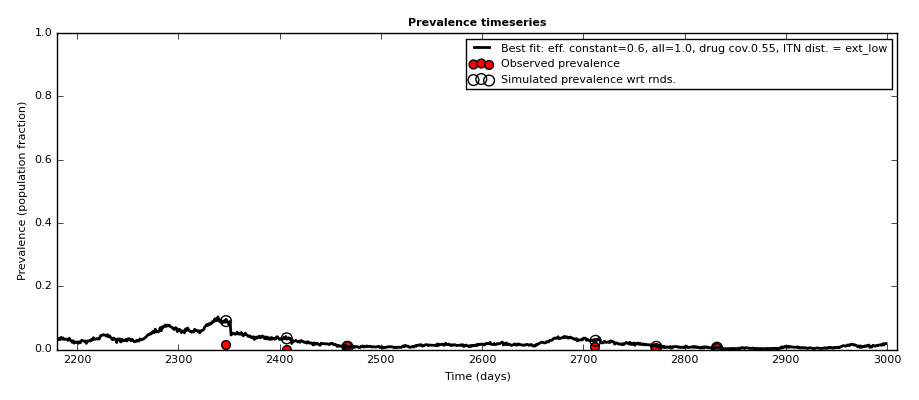 Prevalence timeseries
1.0
Best fit: eff. constant=0.6, all=1.0, drug cov.0.55, ITN dist. = ext_low
Observed prevalence
Simulated prevalence wrt rnds.
0.8
0.6
0.4
0.2
0.0
Prevalence (population fraction)
2200 2300 2400 2500 2600 2700 2800 2900 3000
Time (days)